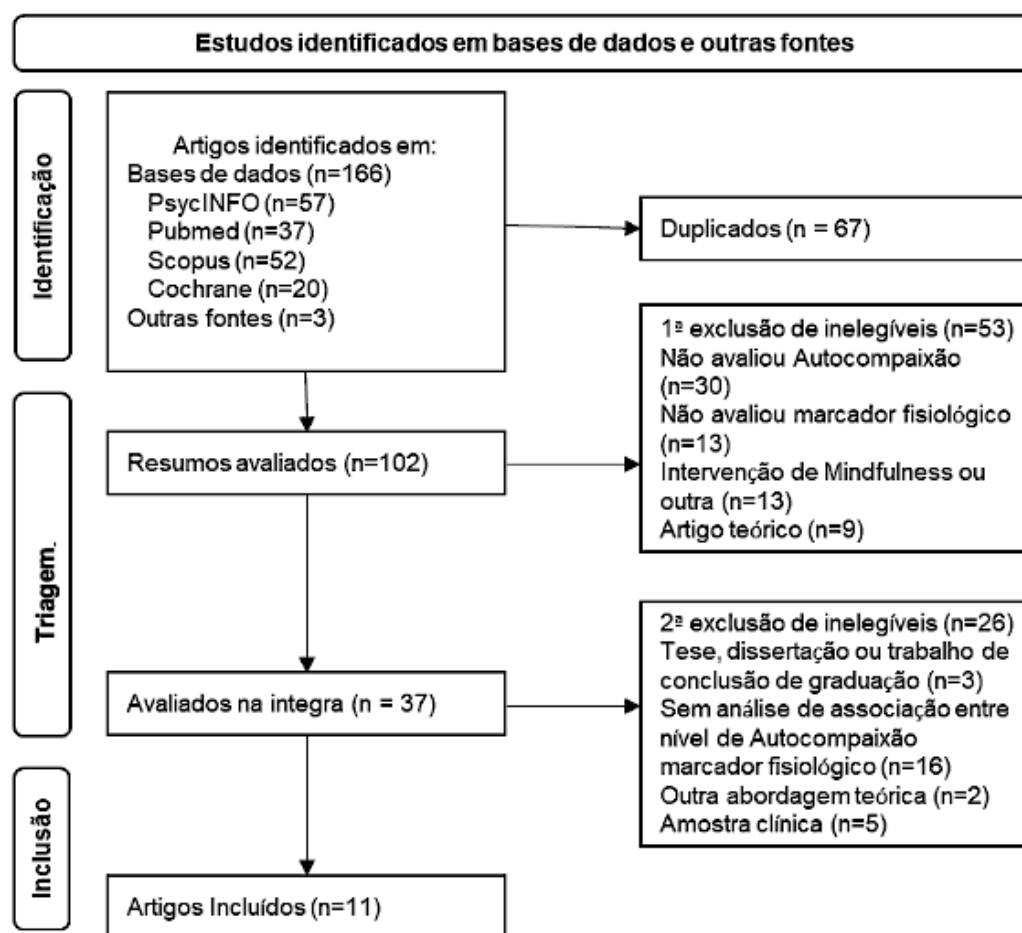 Estudos identificados em bases de dados e outras fontes
Identificação
Artigos identificados em:
Bases de dados (n=166)
PsycINFO (n=57)
Pubmed (n=37)
Scopus (n=52)
Cochrane (n=20)
Outras fontes (n=3)
Duplicados (n = 67)
1ª exclusão de inelegíveis (n=53)
Não avaliou Autocompaixão
(n=30)
Não avaliou marcador fisiológico
(n=13)
Intervenção de Mindfulness ou
outra (n=13)
Artigo teórico (n=9)
Triagem.
Resumos avaliados (n=102)
Avaliados na integra (n = 37)
2ª exclusão de inelegíveis (n=26)
Tese, dissertação ou trabalho de
conclusão de graduação (n=3)
Sem análise de associação entre
nível de Autocompaixão
marcador fisiológico (n=16)
Outra abordagem teórica (n=2)
Amostra clínica (n=5)
Inclusão
Artigos Incluídos (n=11)